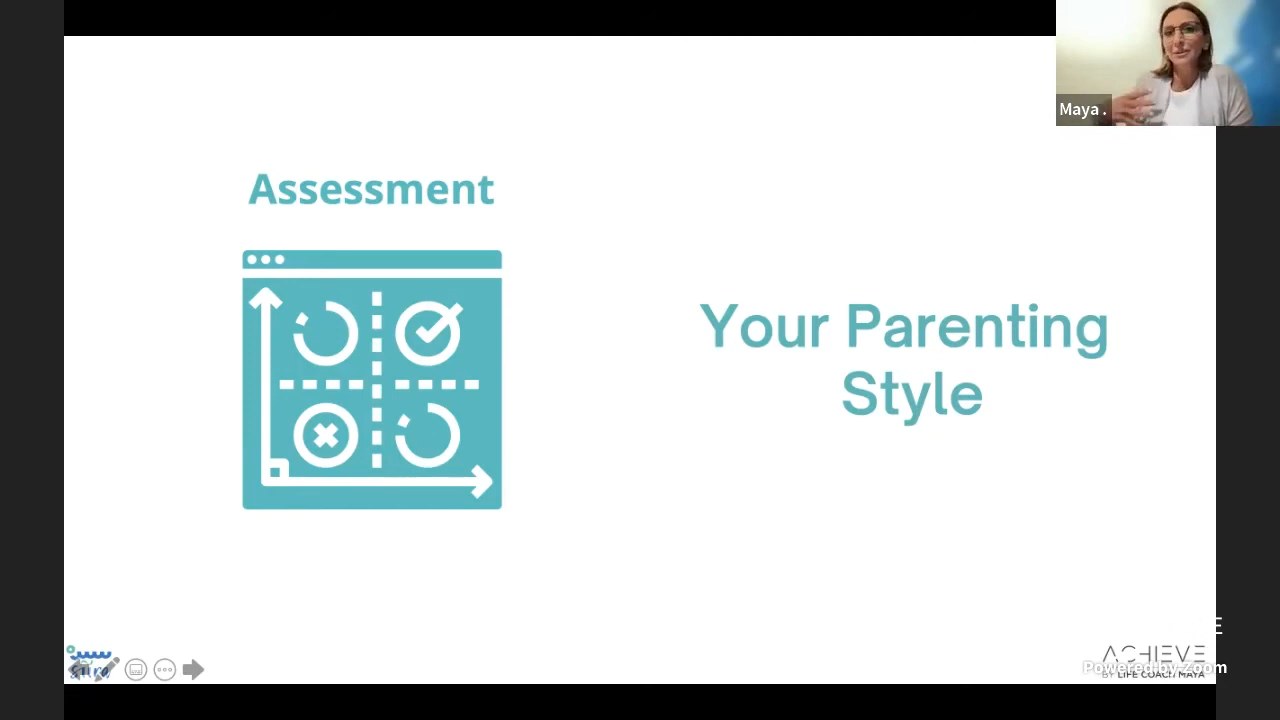 Maya .
Assessment
Your Parenting
Style
ACHIEVE
BY LIFE COACH MAYA
Powered by Zoom